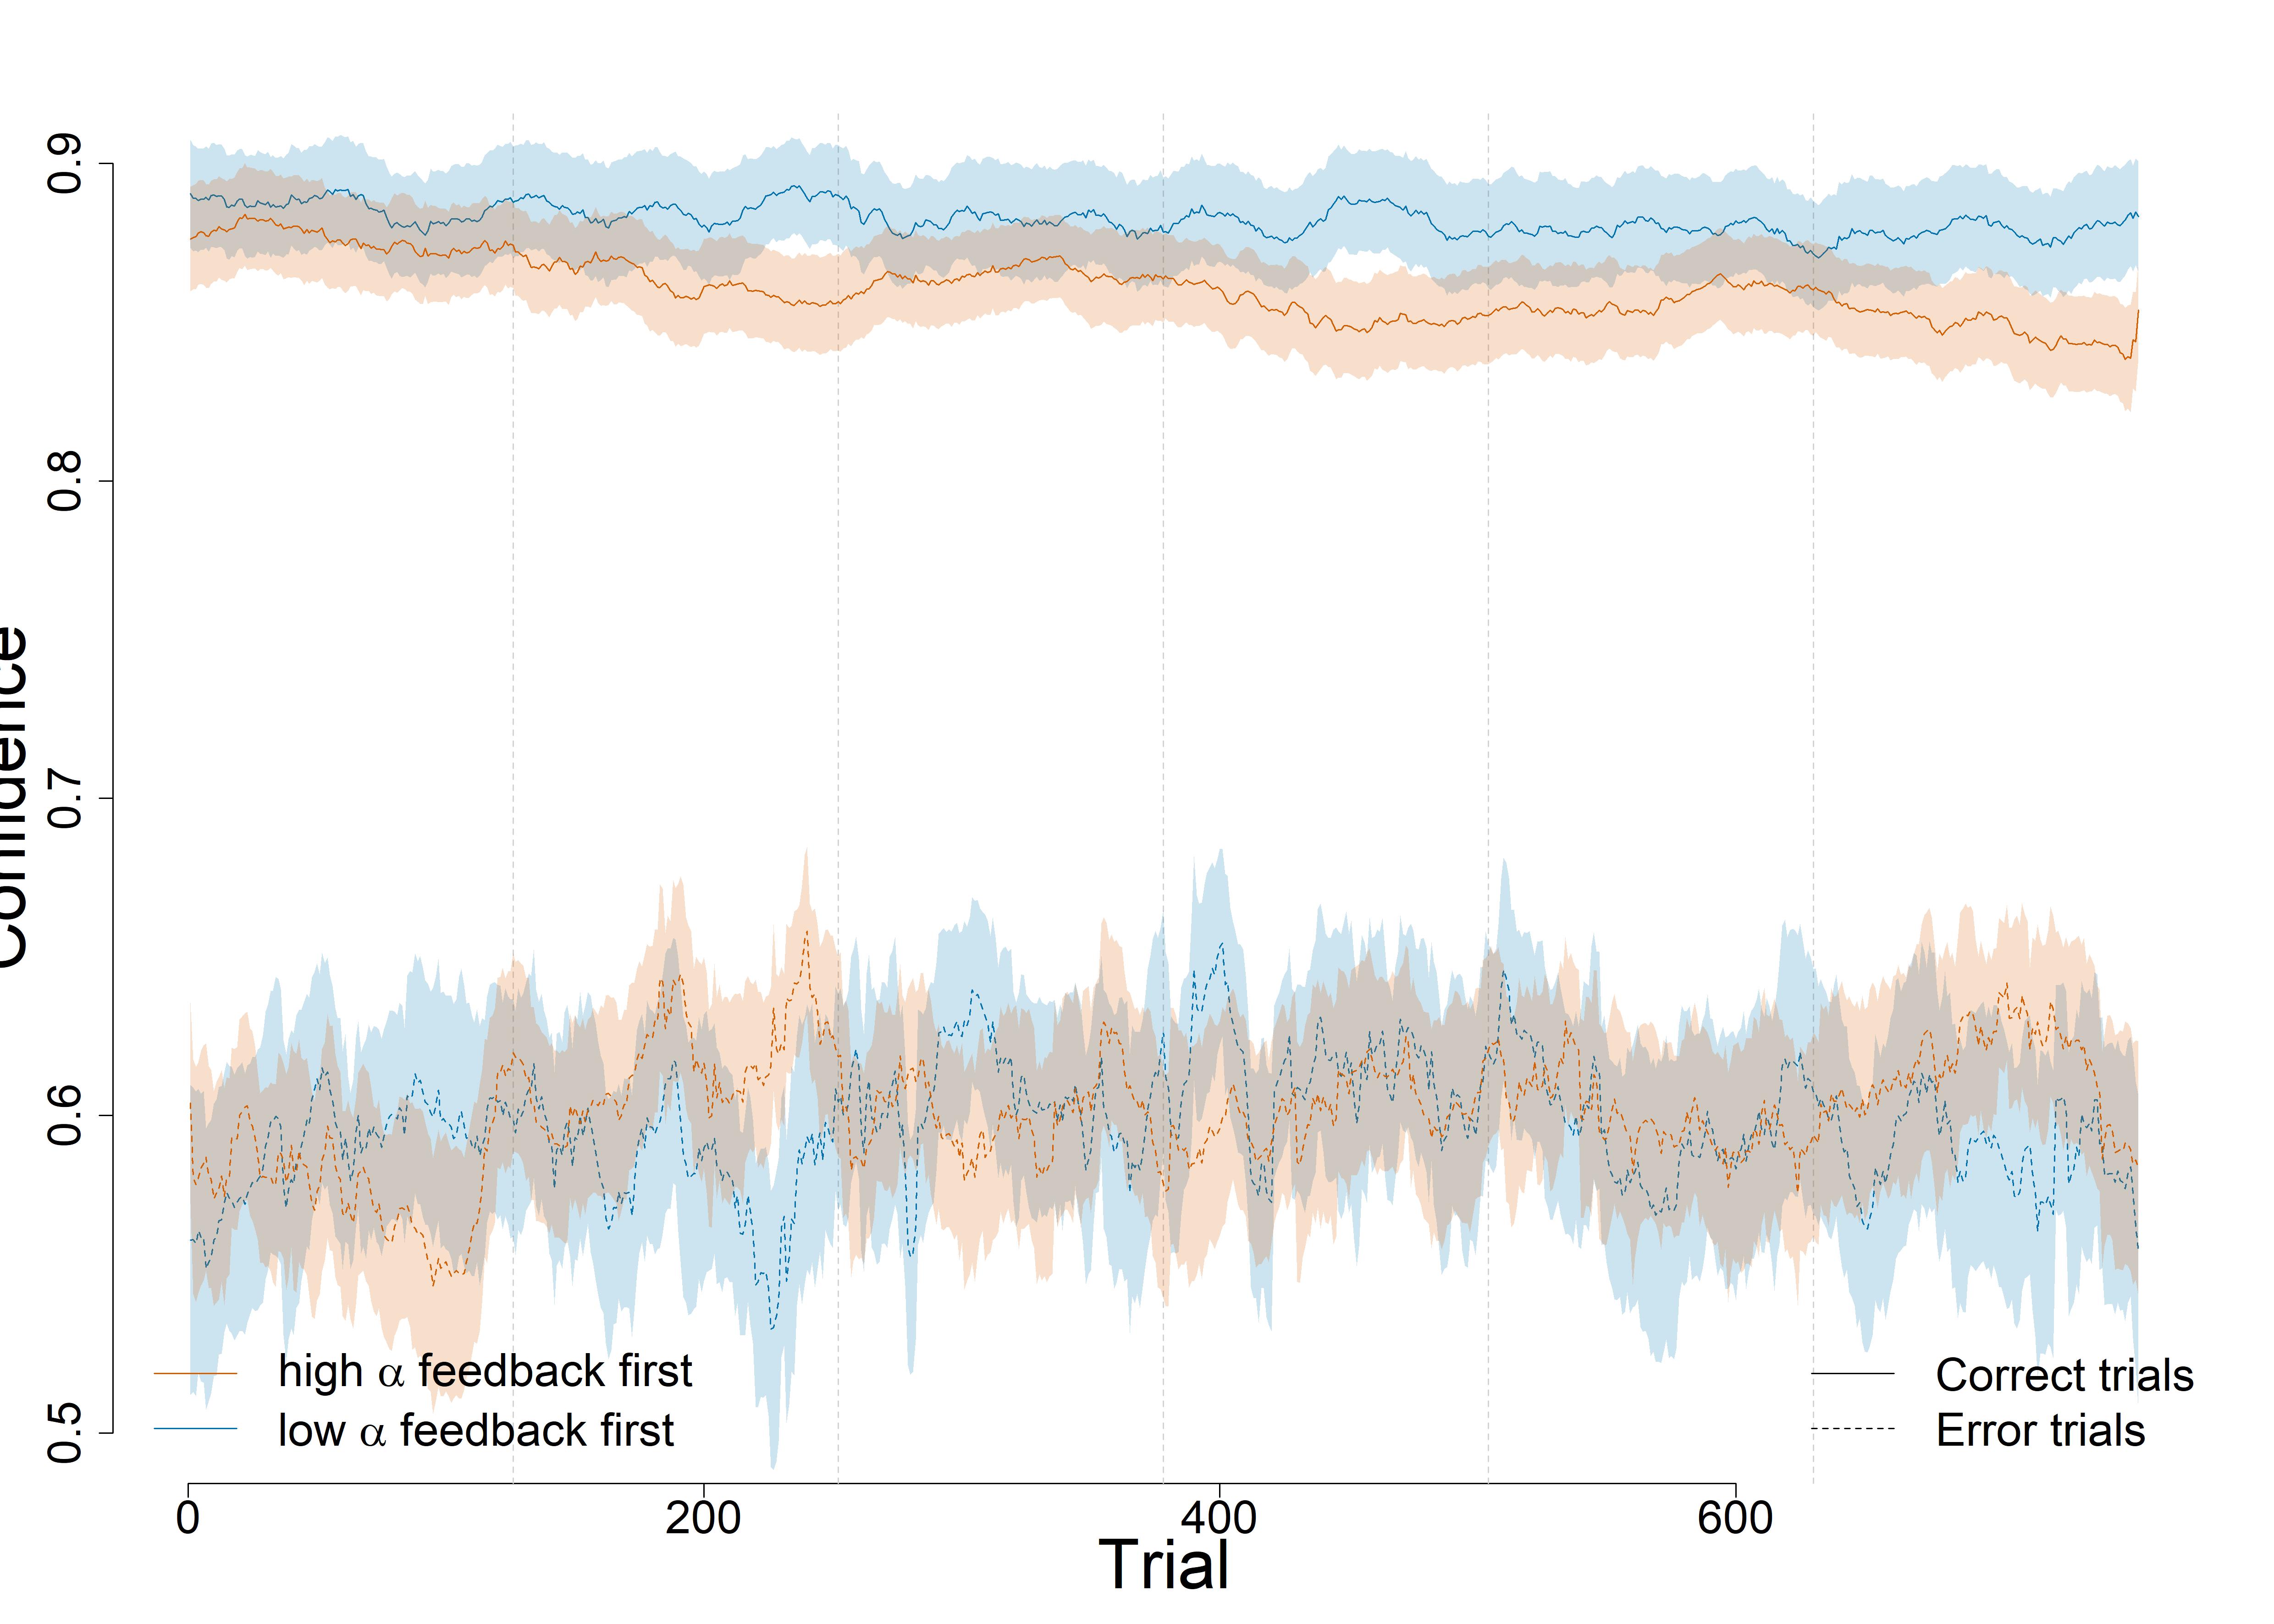 0.9
0.8
0.7
0.6
0.5
Confidence
high α feedback first
low α feedback first
Correct trials
Error trials
0 200 400 600
Trial